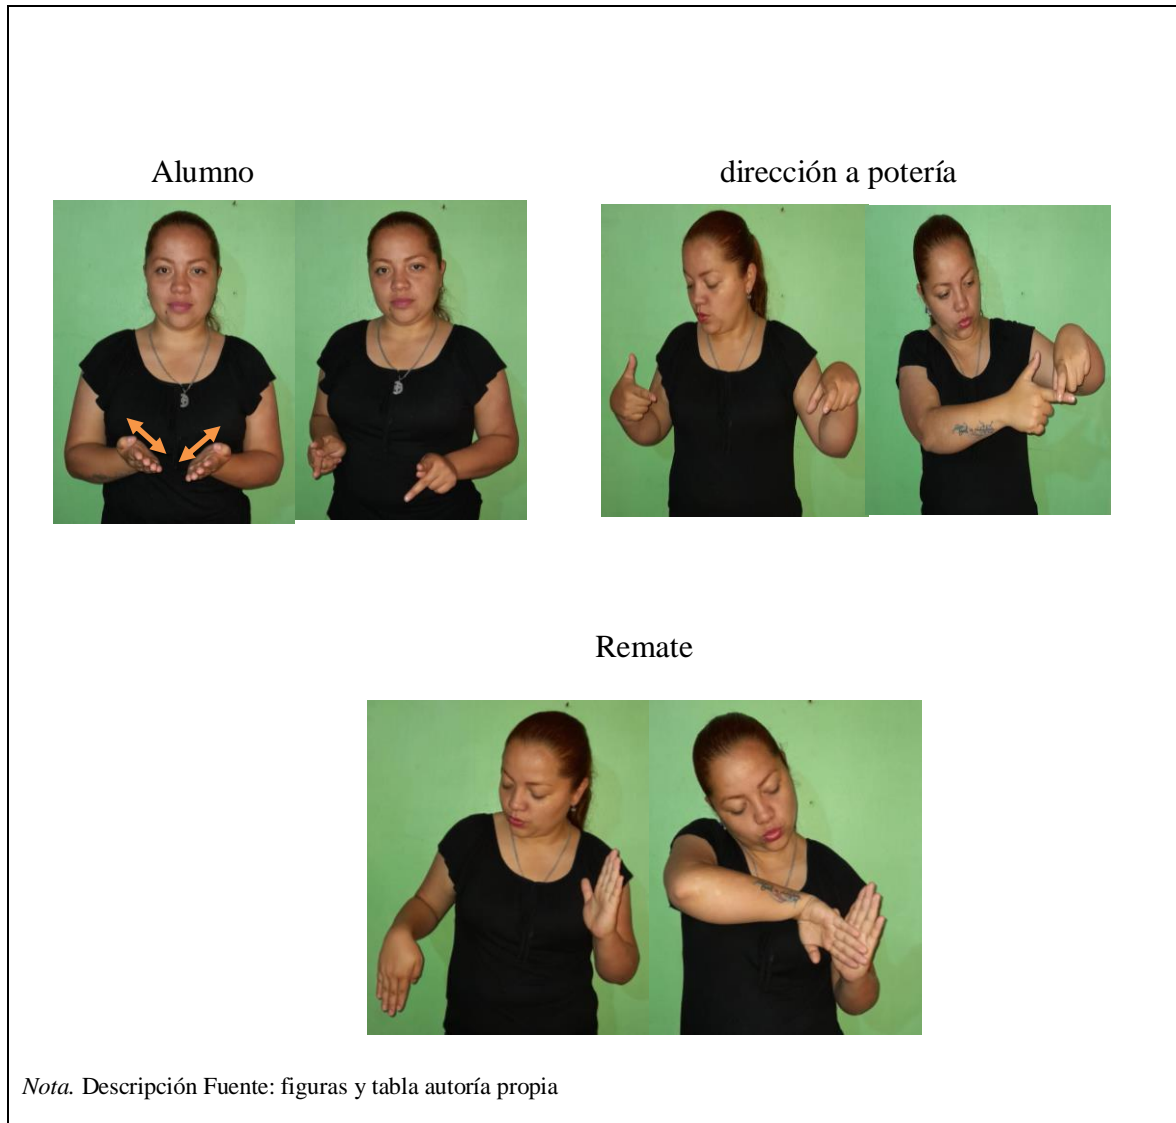 Alumno
dirección a potería
Remate
Nota. Descripción Fuente: figuras y tabla autoría propia